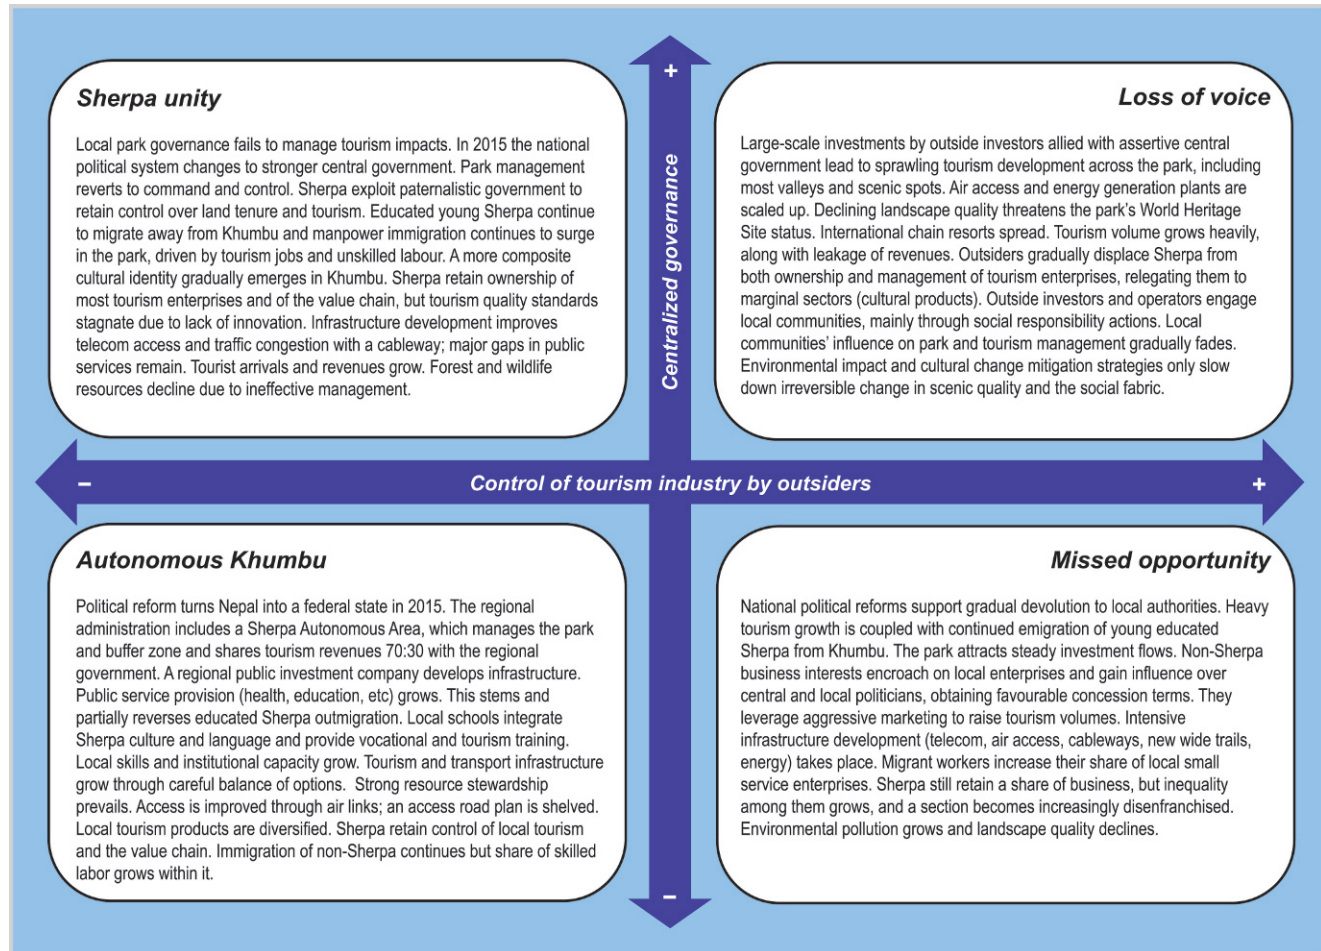 +
Sherpa unity
Local park governance fails to manage tourism impacts. In 2015 the national
political system changes to stronger central government. Park management
reverts to command and control. Sherpa exploit paternalistic government to
retain control over land tenure and tourism. Educated young Sherpa continue
to migrate away from Khumbu and manpower immigration continues to surge
in the park, driven by tourism jobs and unskilled labour. A more composite
cultural identity gradually emerges in Khumbu. Sherpa retain ownership of
most tourism enterprises and of the value chain, but tourism quality standards
stagnate due to lack of innovation. Infrastructure development improves
telecom access and traffic congestion with a cableway; major gaps in public
services remain. Tourist arrivals and revenues grow. Forest and wildlife
resources decline due to ineffective management.
Centralized governance
Loss of voice
Large-scale investments by outside investors allied with assertive central
government lead to sprawling tourism development across the park, including
most valleys and scenic spots. Air access and energy generation plants are
scaled up. Declining landscape quality threatens the park's World Heritage
Site status. International chain resorts spread. Tourism volume grows heavily,
along with leakage of revenues. Outsiders gradually displace Sherpa from
both ownership and management of tourism enterprises, relegating them to
marginal sectors (cultural products). Outside investors and operators engage
local communities, mainly through social responsibility actions. Local
communities' influence on park and tourism management gradually fades.
Environmental impact and cultural change mitigation strategies only slow
down irreversible change in scenic quality and the social fabric.
– Control of tourism industry by outsiders +
Autonomous Khumbu
Political reform turns Nepal into a federal state in 2015. The regional
administration includes a Sherpa Autonomous Area, which manages the park
and buffer zone and shares tourism revenues 70:30 with the regional
government. A regional public investment company develops infrastructure.
Public service provision (health, education, etc) grows. This stems and
partially reverses educated Sherpa outmigration. Local schools integrate
Sherpa culture and language and provide vocational and tourism training.
Local skills and institutional capacity grow. Tourism and transport infrastructure
grow through careful balance of options. Strong resource stewardship
prevails. Access is improved through air links; an access road plan is shelved.
Local tourism products are diversified. Sherpa retain control of local tourism
and the value chain. Immigration of non-Sherpa continues but share of skilled
labor grows within it.
Missed opportunity
National political reforms support gradual devolution to local authorities. Heavy
tourism growth is coupled with continued emigration of young educated
Sherpa from Khumbu. The park attracts steady investment flows. Non-Sherpa
business interests encroach on local enterprises and gain influence over
central and local politicians, obtaining favourable concession terms. They
leverage aggressive marketing to raise tourism volumes. Intensive
infrastructure development (telecom, air access, cableways, new wide trails,
energy) takes place. Migrant workers increase their share of local small
service enterprises. Sherpa still retain a share of business, but inequality
among them grows, and a section becomes increasingly disenfranchised.
Environmental pollution grows and landscape quality declines.
–